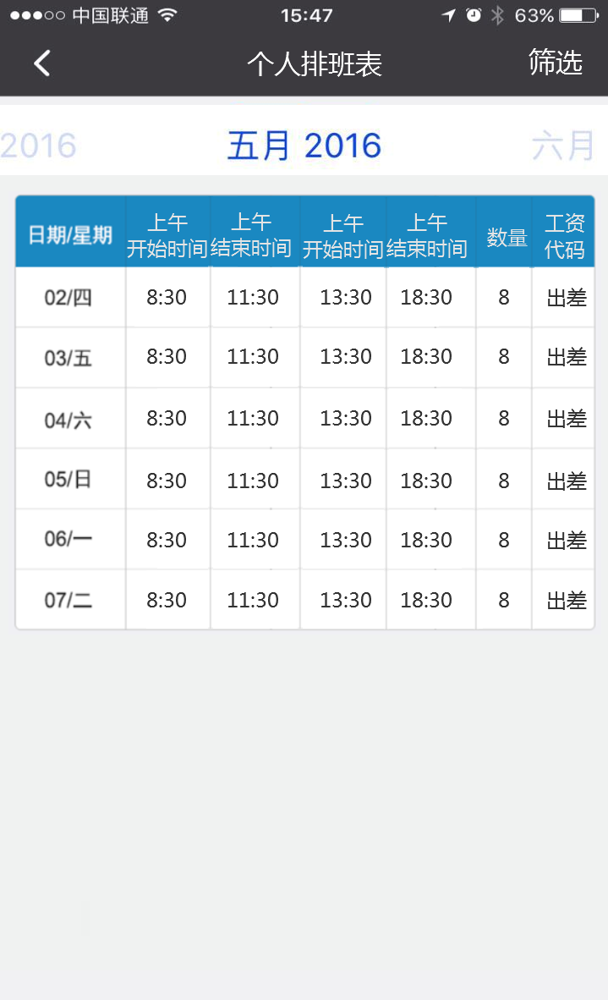 中国联通 15:47 63%
个人排班表 筛选
2016 五月 2016 六月
日期/星期 上午 上午 上午 上午 数量 工资
开始时间 结束时间 开始时间 结束时间 代码
02/四 8:30 11:30 13:30 18:30 8 出差
03/五 8:30 11:30 13:30 18:30 8 出差
04/六 8:30 11:30 13:30 18:30 8 出差
05/日 8:30 11:30 13:30 18:30 8 出差
06/一 8:30 11:30 13:30 18:30 8 出差
07/二 8:30 11:30 13:30 18:30 8 出差